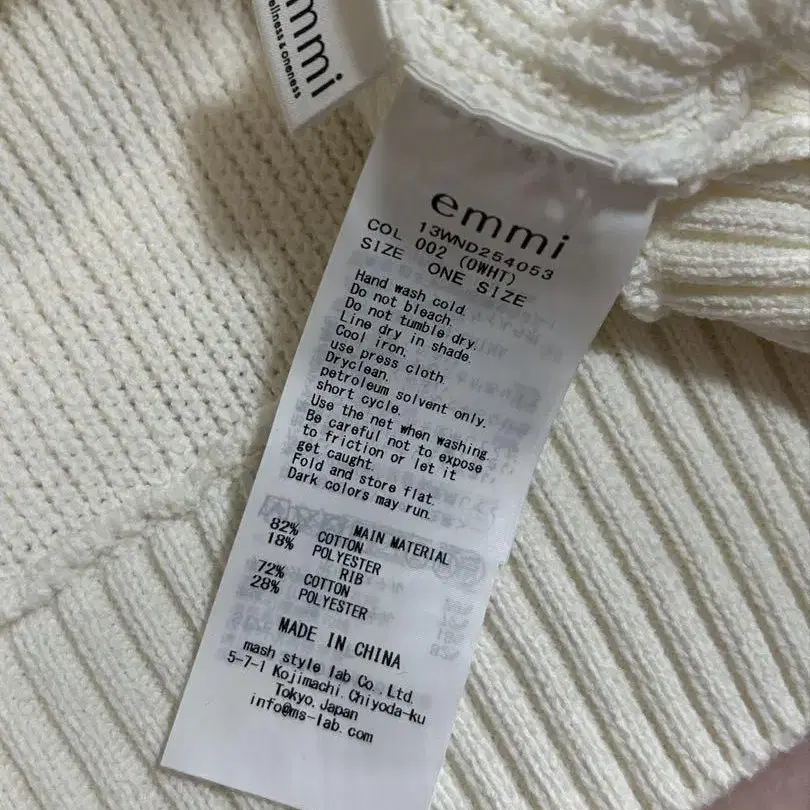 emmi
wellness & oneness
emmi
13WND254053
COL 002 (OWHT)
SIZE ONE SIZE
Hand wash cold.
Do not bleach.
Do not tumble dry.
Line dry in shade.
Cool iron,
use press cloth.
Dryclean,
petroleum solvent only.
short cycle.
Use the net when washing.
Be careful not to expose
to friction or let it
get caught.
Fold and store flat.
Dark colors may run.
MAIN MATERIAL
82% COTTON
18% POLYESTER
RIB
72% COTTON
28% POLYESTER
MADE IN CHINA
mash style lab Co., Ltd.
5-7-1 Kojimachi, Chiyoda-ku
Tokyo, Japan
info@ms-lab.com